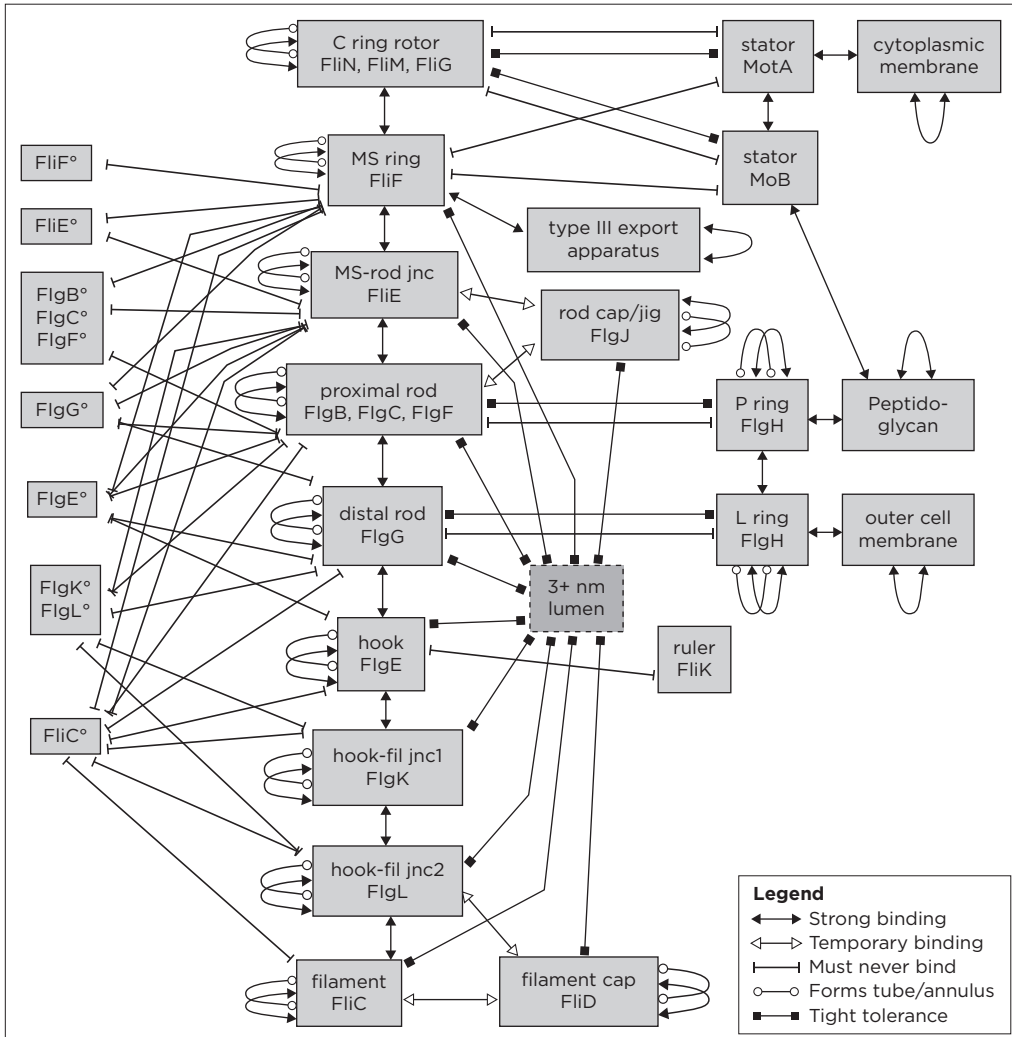 C ring rotor
FliN, FliM, FliG
stator
MotA
cytoplasmic
membrane
FliF°
MS ring
FliF
stator
MoB
FliE°
type III export
apparatus
MS-rod jnc
FliE
FlgB°
FlgC°
FlgF°
rod cap/jig
FlgJ
proximal rod
FlgB, FlgC, FlgF
FlgG°
P ring
FlgH
Peptido-
glycan
FlgE°
distal rod
FlgG
L ring
FlgH
outer cell
membrane
FlgK°
FlgL°
3+ nm
lumen
hook
FlgE
ruler
FliK
FliC°
hook-fil jnc1
FlgK
hook-fil jnc2
FlgL
filament
FliC
filament cap
FliD
Legend
Strong binding
Temporary binding
Must never bind
Forms tube/annulus
Tight tolerance